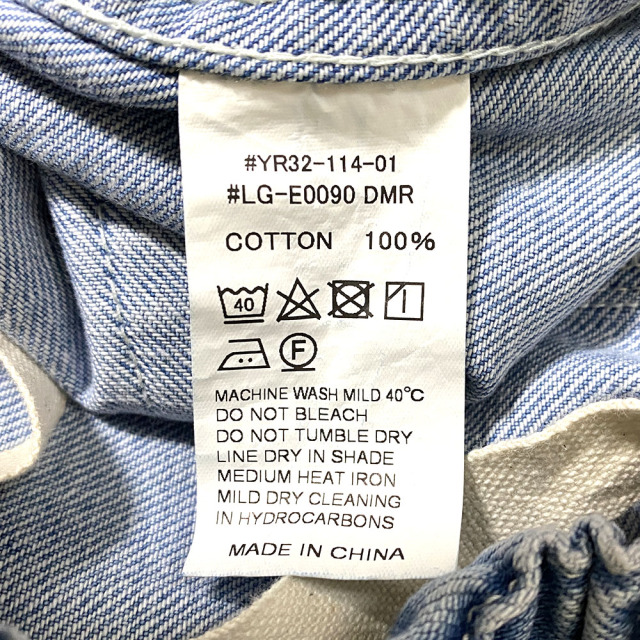 #YR32-114-01
#LG-E0090 DMR
COTTON 100%
40
F
MACHINE WASH MILD 40°C
DO NOT BLEACH
DO NOT TUMBLE DRY
LINE DRY IN SHADE
MEDIUM HEAT IRON
MILD DRY CLEANING
IN HYDROCARBONS
MADE IN CHINA